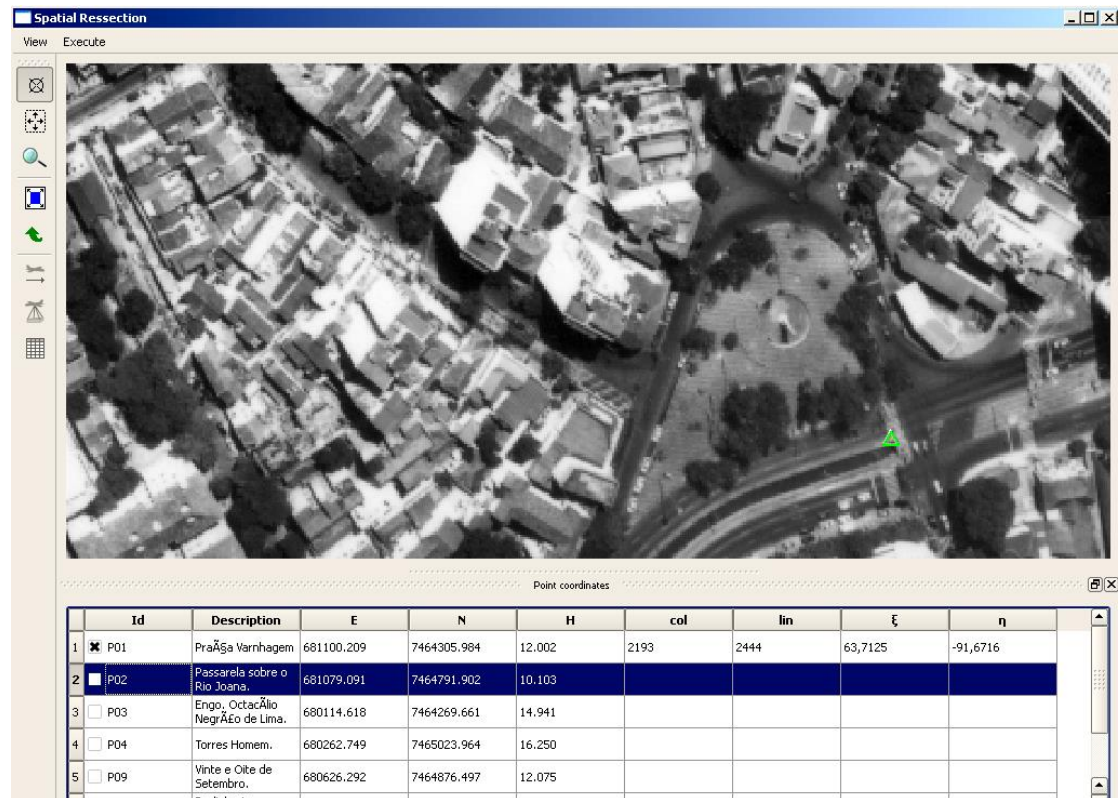 Spatial Ressection
View Execute
Point coordinates
Id Description E N H col lin ξ η
1 P01 PraÃ§a Varnhagem 681100.209 7464305.984 12.002 2193 2444 63,7125 -91,6716
2 P02 Passarela sobre o Rio Joana. 681079.091 7464791.902 10.103
3 P03 Engo. OctacÃlio NegrÃ£o de Lima. 680114.618 7464269.661 14.941
4 P04 Torres Homem. 680262.749 7465023.964 16.250
5 P09 Vinte e Oite de Setembro. 680626.292 7464876.497 12.075